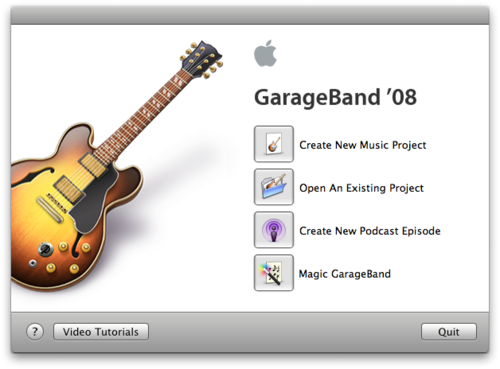 GarageBand ’08
Create New Music Project
Open An Existing Project
Create New Podcast Episode
Magic GarageBand
? Video Tutorials Quit